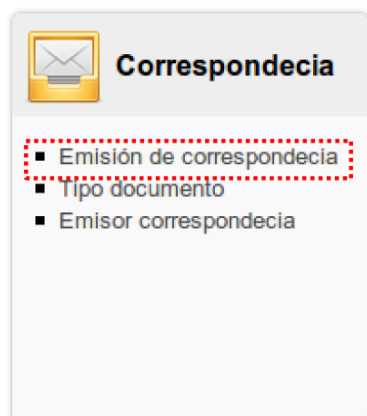 Correspondecia
Emisión de correspondecia
Tipo documento
Emisor correspondecia